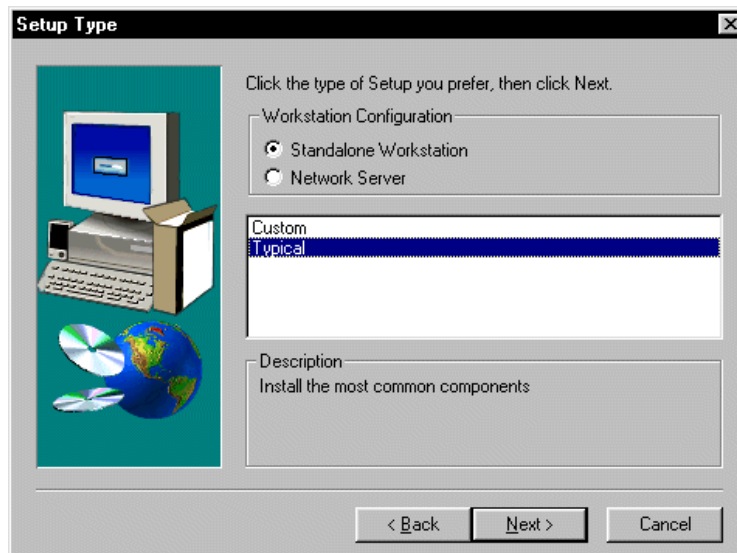 Setup Type
Click the type of Setup you prefer, then click Next.
Workstation Configuration
Standalone Workstation
Network Server
Custom
Typical
Description
Install the most common components
< Back Next > Cancel